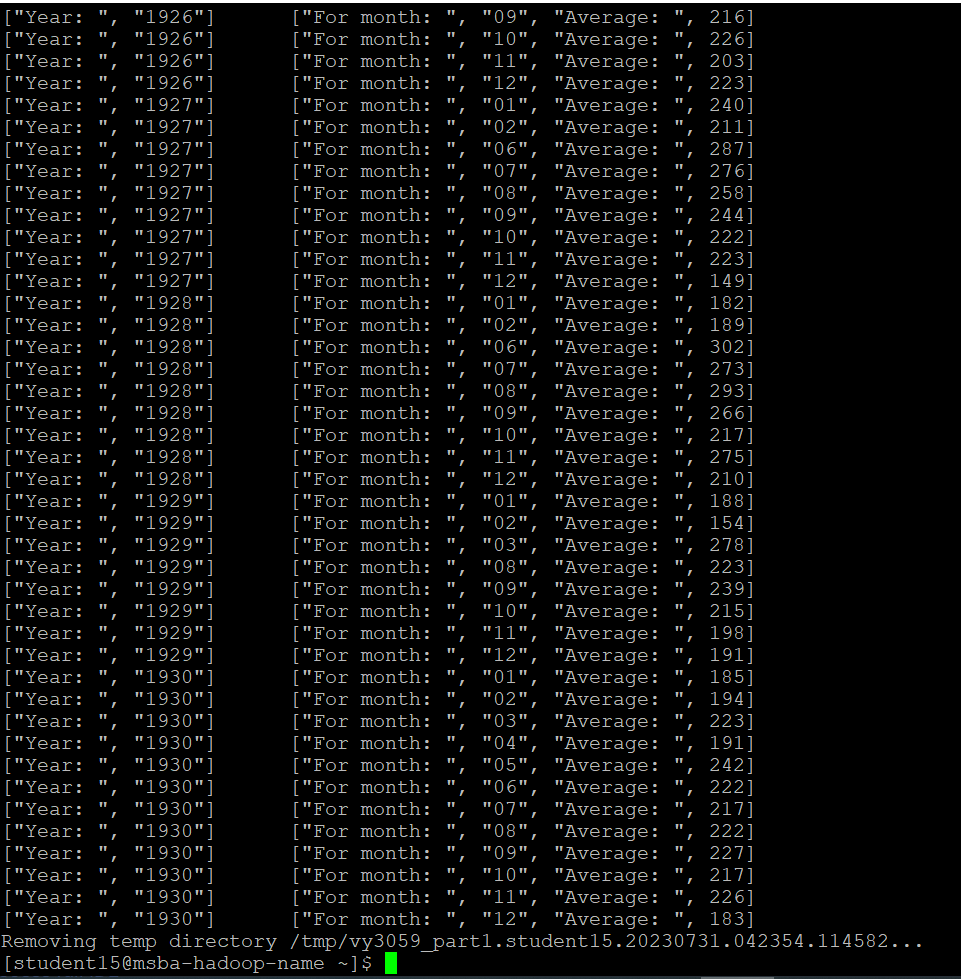 ["Year: ", "1926"]      ["For month: ", "09", "Average: ", 216]
["Year: ", "1926"]      ["For month: ", "10", "Average: ", 226]
["Year: ", "1926"]      ["For month: ", "11", "Average: ", 203]
["Year: ", "1926"]      ["For month: ", "12", "Average: ", 223]
["Year: ", "1927"]      ["For month: ", "01", "Average: ", 240]
["Year: ", "1927"]      ["For month: ", "02", "Average: ", 211]
["Year: ", "1927"]      ["For month: ", "06", "Average: ", 287]
["Year: ", "1927"]      ["For month: ", "07", "Average: ", 276]
["Year: ", "1927"]      ["For month: ", "08", "Average: ", 258]
["Year: ", "1927"]      ["For month: ", "09", "Average: ", 244]
["Year: ", "1927"]      ["For month: ", "10", "Average: ", 222]
["Year: ", "1927"]      ["For month: ", "11", "Average: ", 223]
["Year: ", "1927"]      ["For month: ", "12", "Average: ", 149]
["Year: ", "1928"]      ["For month: ", "01", "Average: ", 182]
["Year: ", "1928"]      ["For month: ", "02", "Average: ", 189]
["Year: ", "1928"]      ["For month: ", "06", "Average: ", 302]
["Year: ", "1928"]      ["For month: ", "07", "Average: ", 273]
["Year: ", "1928"]      ["For month: ", "08", "Average: ", 293]
["Year: ", "1928"]      ["For month: ", "09", "Average: ", 266]
["Year: ", "1928"]      ["For month: ", "10", "Average: ", 217]
["Year: ", "1928"]      ["For month: ", "11", "Average: ", 275]
["Year: ", "1928"]      ["For month: ", "12", "Average: ", 210]
["Year: ", "1929"]      ["For month: ", "01", "Average: ", 188]
["Year: ", "1929"]      ["For month: ", "02", "Average: ", 154]
["Year: ", "1929"]      ["For month: ", "03", "Average: ", 278]
["Year: ", "1929"]      ["For month: ", "08", "Average: ", 223]
["Year: ", "1929"]      ["For month: ", "09", "Average: ", 239]
["Year: ", "1929"]      ["For month: ", "10", "Average: ", 215]
["Year: ", "1929"]      ["For month: ", "11", "Average: ", 198]
["Year: ", "1929"]      ["For month: ", "12", "Average: ", 191]
["Year: ", "1930"]      ["For month: ", "01", "Average: ", 185]
["Year: ", "1930"]      ["For month: ", "02", "Average: ", 194]
["Year: ", "1930"]      ["For month: ", "03", "Average: ", 223]
["Year: ", "1930"]      ["For month: ", "04", "Average: ", 191]
["Year: ", "1930"]      ["For month: ", "05", "Average: ", 242]
["Year: ", "1930"]      ["For month: ", "06", "Average: ", 222]
["Year: ", "1930"]      ["For month: ", "07", "Average: ", 217]
["Year: ", "1930"]      ["For month: ", "08", "Average: ", 222]
["Year: ", "1930"]      ["For month: ", "09", "Average: ", 227]
["Year: ", "1930"]      ["For month: ", "10", "Average: ", 217]
["Year: ", "1930"]      ["For month: ", "11", "Average: ", 226]
["Year: ", "1930"]      ["For month: ", "12", "Average: ", 183]
Removing temp directory /tmp/vy3059_part1.student15.20230731.042354.114582...
[student15@msba-hadoop-name ~]$